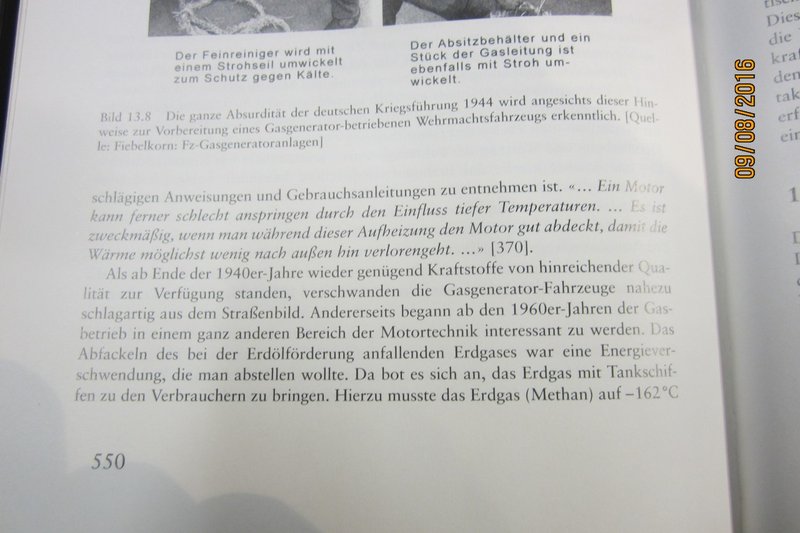 Der Feinreiniger wird mit
einem Strohseil umwickelt
zum Schutz gegen Kälte.
Der Absitzbehälter und ein
Stück der Gasleitung ist
ebenfalls mit Stroh um-
wickelt.
Bild 13.8 Die ganze Absurdität der deutschen Kriegsführung 1944 wird angesichts dieser Hin-
weise zur Vorbereitung eines Gasgenerator-betriebenen Wehrmachtsfahrzeugs erkenntlich. [Quel-
le: Fiebelkorn: Fz-Gasgeneratoranlagen]
schlägigen Anweisungen und Gebrauchsanleitungen zu entnehmen ist. «… Ein Motor
kann ferner schlecht anspringen durch den Einfluss tiefer Temperaturen. … Es ist
zweckmäßig, wenn man während dieser Aufheizung den Motor gut abdeckt, damit die
Wärme möglichst wenig nach außen hin verlorengeht. …» [370].
Als ab Ende der 1940er-Jahre wieder genügend Kraftstoffe von hinreichender Qua-
lität zur Verfügung standen, verschwanden die Gasgenerator-Fahrzeuge nahezu
schlagartig aus dem Straßenbild. Andererseits begann ab den 1960er-Jahren der Gas-
betrieb in einem ganz anderen Bereich der Motortechnik interessant zu werden. Das
Abfackeln des bei der Erdölförderung anfallenden Erdgases war eine Energiever-
schwendung, die man abstellen wollte. Da bot es sich an, das Erdgas mit Tankschif-
fen zu den Verbrauchern zu bringen. Hierzu musste das Erdgas (Methan) auf –162 °C
550
Dies
die
kraf
den
tak
erf
ein
09/08/2016